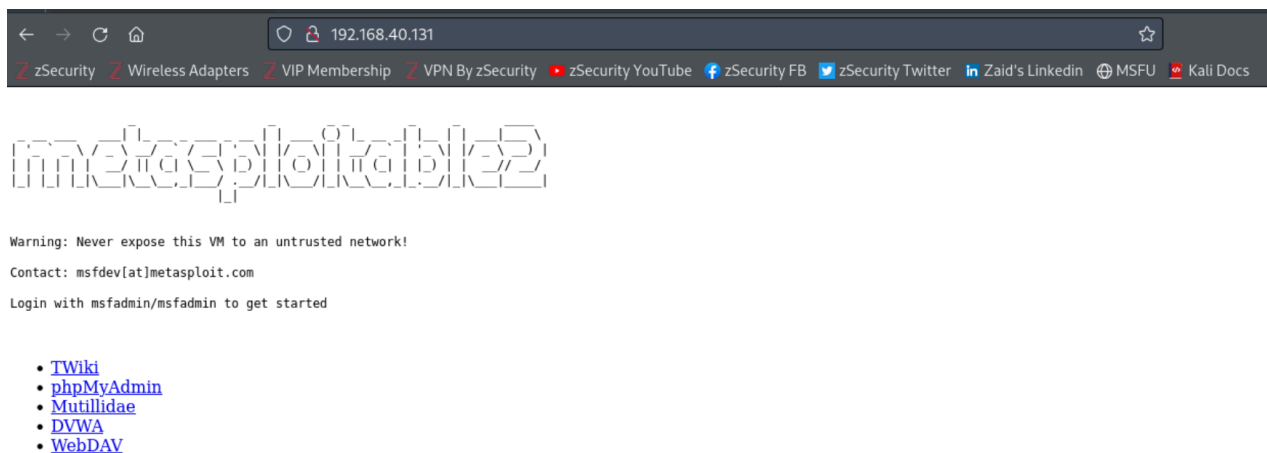 192.168.40.131
zSecurity Wireless Adapters VIP Membership VPN By zSecurity zSecurity YouTube zSecurity FB zSecurity Twitter Zaid's Linkedin MSFU Kali Docs
metasploitable2
Warning: Never expose this VM to an untrusted network!
Contact: msfdev[at]metasploit.com
Login with msfadmin/msfadmin to get started
TWiki
phpMyAdmin
Mutillidae
DVWA
WebDAV